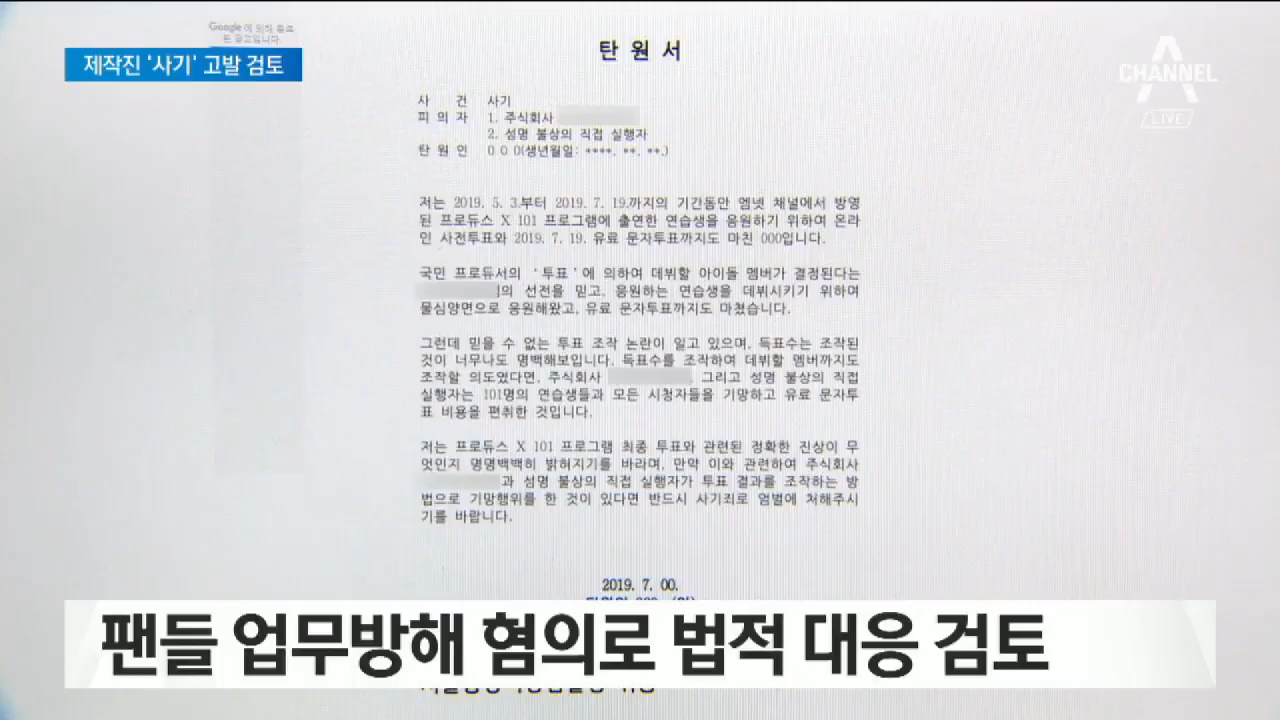 Google에 의해 종료
된 광고입니다.
제작진 '사기' 고발 검토
CHANNEL A
LIVE
탄 원 서
사 건 사기
피 의 자 1. 주식회사
2. 성명 불상의 직접 실행자
탄 원 인 0 0 0(생년월일: ****. **. **.)
저는 2019. 5. 3.부터 2019. 7. 19.까지의 기간동안 엠넷 채널에서 방영
된 프로듀스 X 101 프로그램에 출연한 연습생을 응원하기 위하여 온라
인 사전투표와 2019. 7. 19. 유료 문자투표까지도 마친 000입니다.
국민 프로듀서의 '투표'에 의하여 데뷔할 아이돌 멤버가 결정된다는
의 선전을 믿고, 응원하는 연습생을 데뷔시키기 위하여
물심양면으로 응원해왔고, 유료 문자투표까지도 마쳤습니다.
그런데 믿을 수 없는 투표 조작 논란이 일고 있으며, 득표수는 조작된
것이 너무나도 명백해보입니다. 득표수를 조작하여 데뷔할 멤버까지도
조작할 의도였다면, 주식회사 그리고 성명 불상의 직접
실행자는 101명의 연습생들과 모든 시청자들을 기망하고 유료 문자투
표 비용을 편취한 것입니다.
저는 프로듀스 X 101 프로그램 최종 투표와 관련된 정확한 진상이 무
엇인지 명명백백히 밝혀지기를 바라며, 만약 이와 관련하여 주식회사
과 성명 불상의 직접 실행자가 투표 결과를 조작하는 방
법으로 기망행위를 한 것이 있다면 반드시 사기죄로 엄벌에 처해주시
기를 바랍니다.
2019. 7. 00.
팬들 업무방해 혐의로 법적 대응 검토